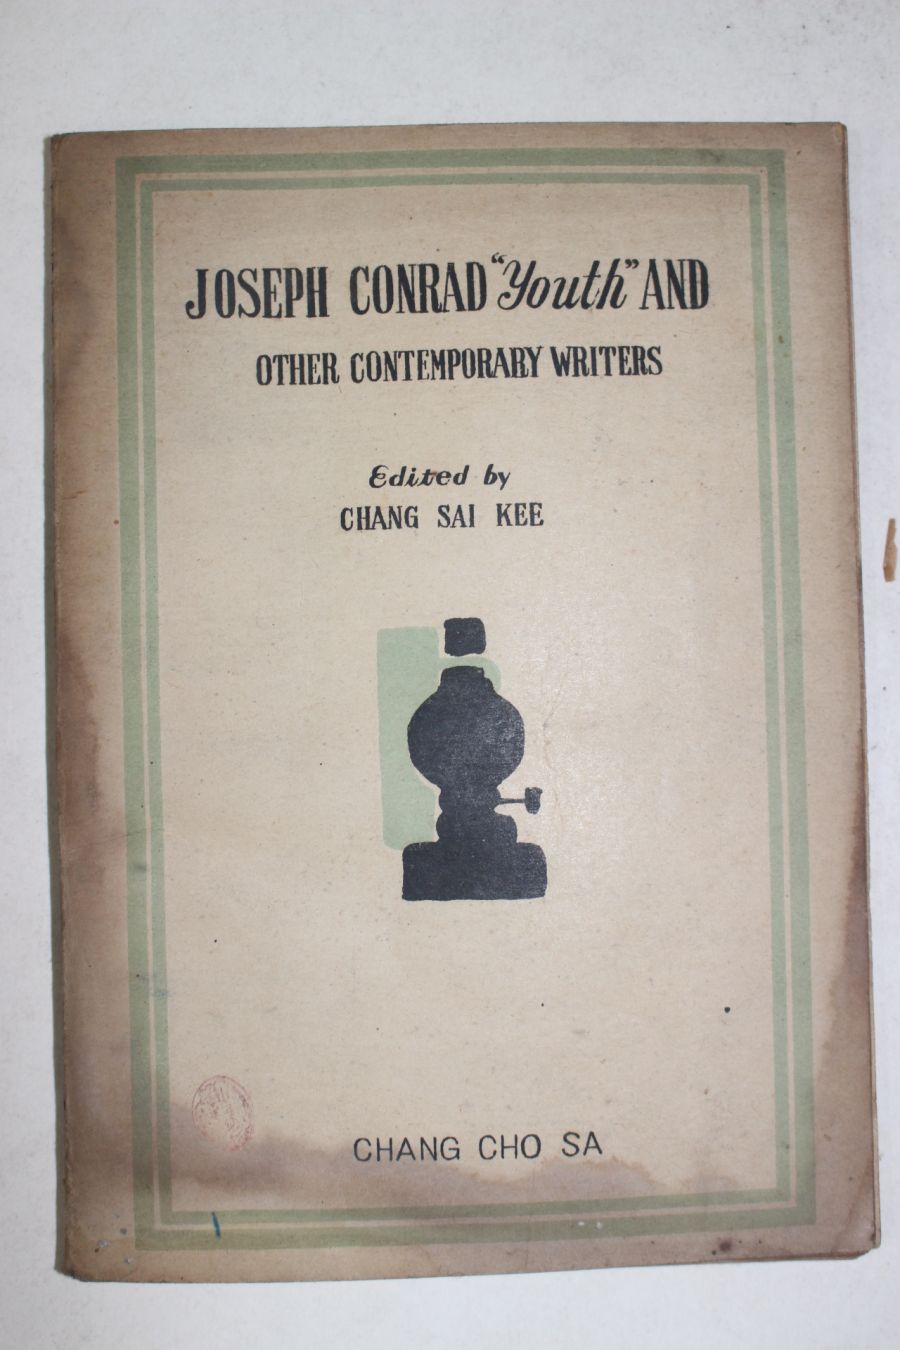 JOSEPH CONRAD "Youth" AND
OTHER CONTEMPORARY WRITERS
Edited by
CHANG SAI KEE
CHANG CHO SA